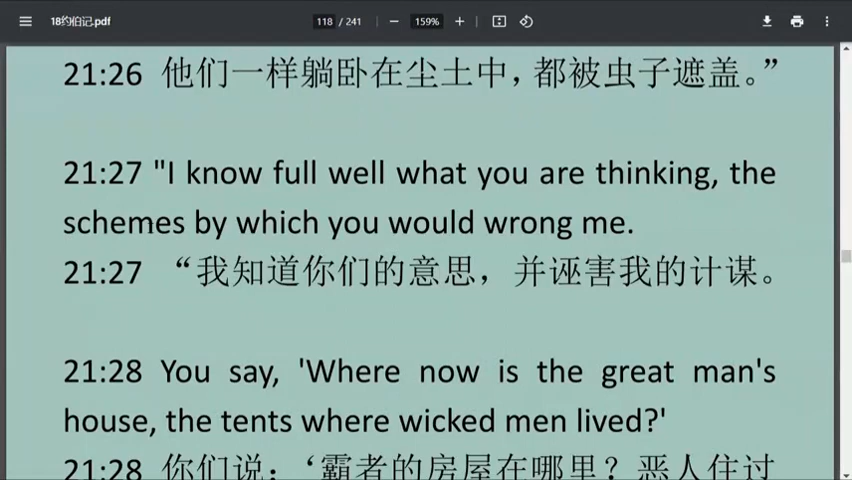 18约伯记.pdf
118 / 241
159%
21:26 他们一样躺卧在尘土中，都被虫子遮盖。”
21:27 "I know full well what you are thinking, the
schemes by which you would wrong me.
21:27 “我知道你们的意思，并诬害我的计谋。
21:28 You say, 'Where now is the great man's
house, the tents where wicked men lived?'
21:28 你们说：‘霸者的房屋在哪里？恶人住过